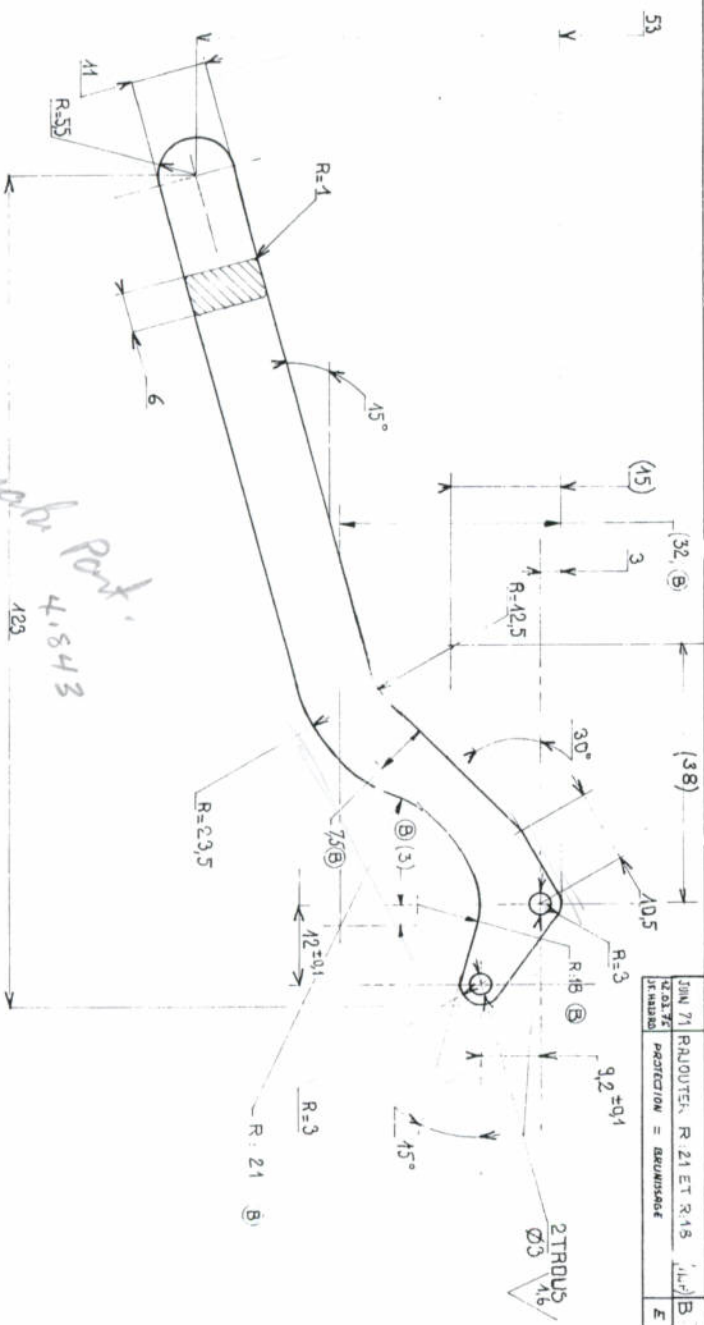 53
11
R=5,5
R=1
6
15°
(15)
(32, B)
3
R=12,5
(38)
30°
10,5
R=3
R:18 B
9,2 ±0,1
15°
2 TROUS
Ø3
1,6
7,5 B
B (3)
12 ±0,1
R=23,5
R=3
R:21 B
123
Part.
4.843
JUIN 71 RAJOUTER R:21 ET R:18 B
PROTECTION = BRUNISSAGE E